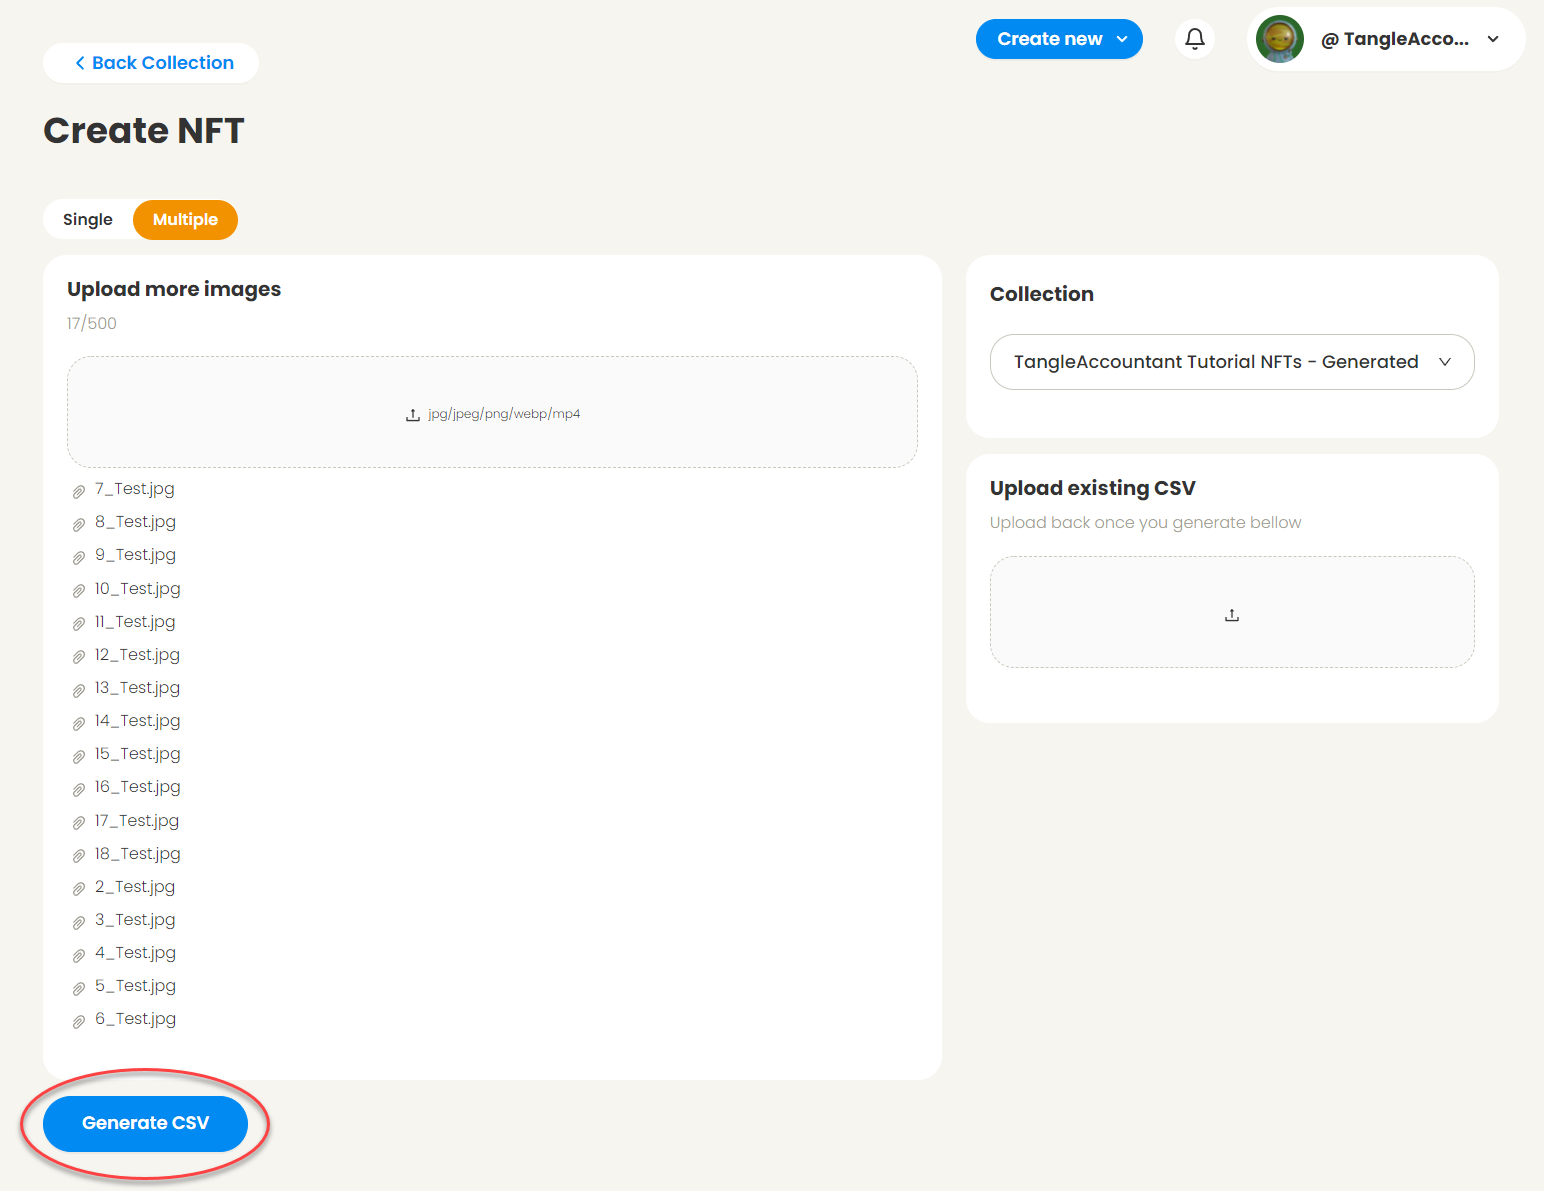 Create new
@ TangleAcco...
Back Collection
Create NFT
Single
Multiple
Upload more images
17/500
jpg/jpeg/png/webp/mp4
7_Test.jpg
8_Test.jpg
9_Test.jpg
10_Test.jpg
11_Test.jpg
12_Test.jpg
13_Test.jpg
14_Test.jpg
15_Test.jpg
16_Test.jpg
17_Test.jpg
18_Test.jpg
2_Test.jpg
3_Test.jpg
4_Test.jpg
5_Test.jpg
6_Test.jpg
Generate CSV
Collection
TangleAccountant Tutorial NFTs - Generated
Upload existing CSV
Upload back once you generate bellow